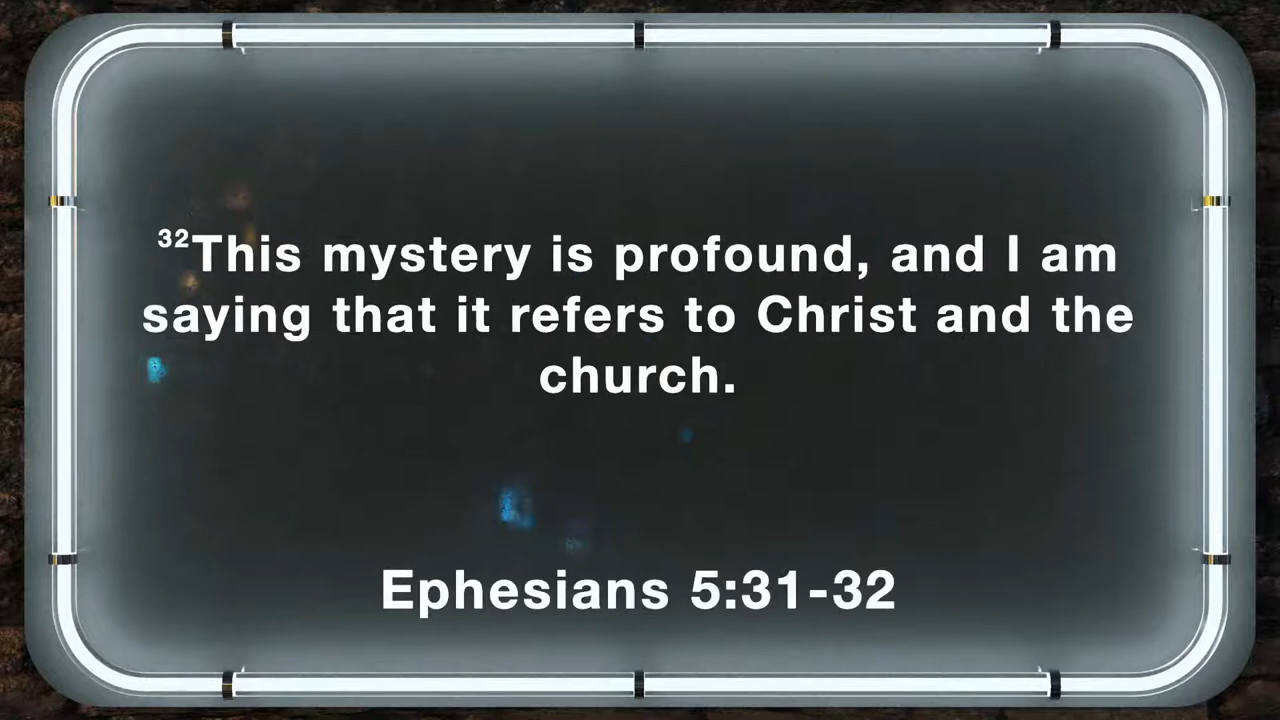 ³²This mystery is profound, and I am
saying that it refers to Christ and the
church.
Ephesians 5:31-32